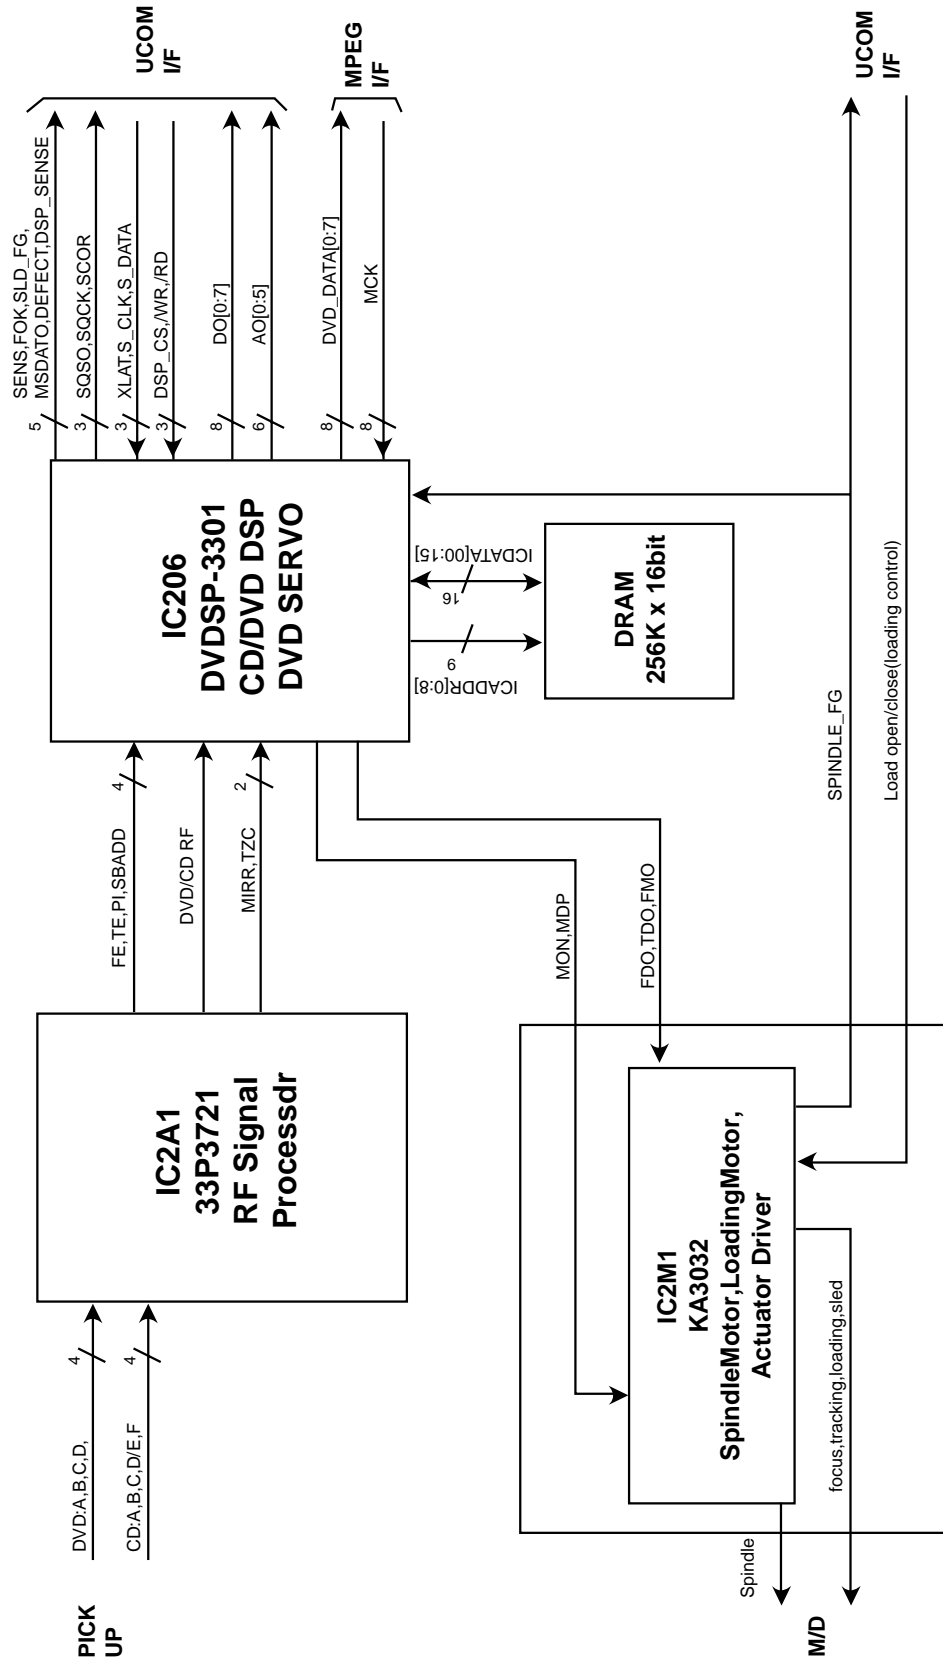 PICK
UP
DVD:A,B,C,D,
4
CD:A,B,C,D/E,F
4
IC2A1
33P3721
RF Signal
Processdr
FE,TE,PI,SBADD
4
DVD/CD RF
MIRR,TZC
2
IC206
DVDSP-3301
CD/DVD DSP
DVD SERVO
SENS,FOK,SLD_FG,
MSDATO,DEFECT,DSP_SENSE
5
SQSO,SQCK,SCOR
3
XLAT,S_CLK,S_DATA
3
DSP_CS,/WR,/RD
3
DO[0:7]
8
AO[0:5]
6
UCOM
I/F
DVD_DATA[0:7]
8
MCK
8
MPEG
I/F
ICADDR[0:8]
9
ICDATA[00:15]
16
DRAM
256K x 16bit
MON,MDP
FDO,TDO,FMO
IC2M1
KA3032
SpindleMotor,LoadingMotor,
Actuator Driver
SPINDLE_FG
Load open/close(loading control)
UCOM
I/F
Spindle
focus,tracking,loading,sled
M/D